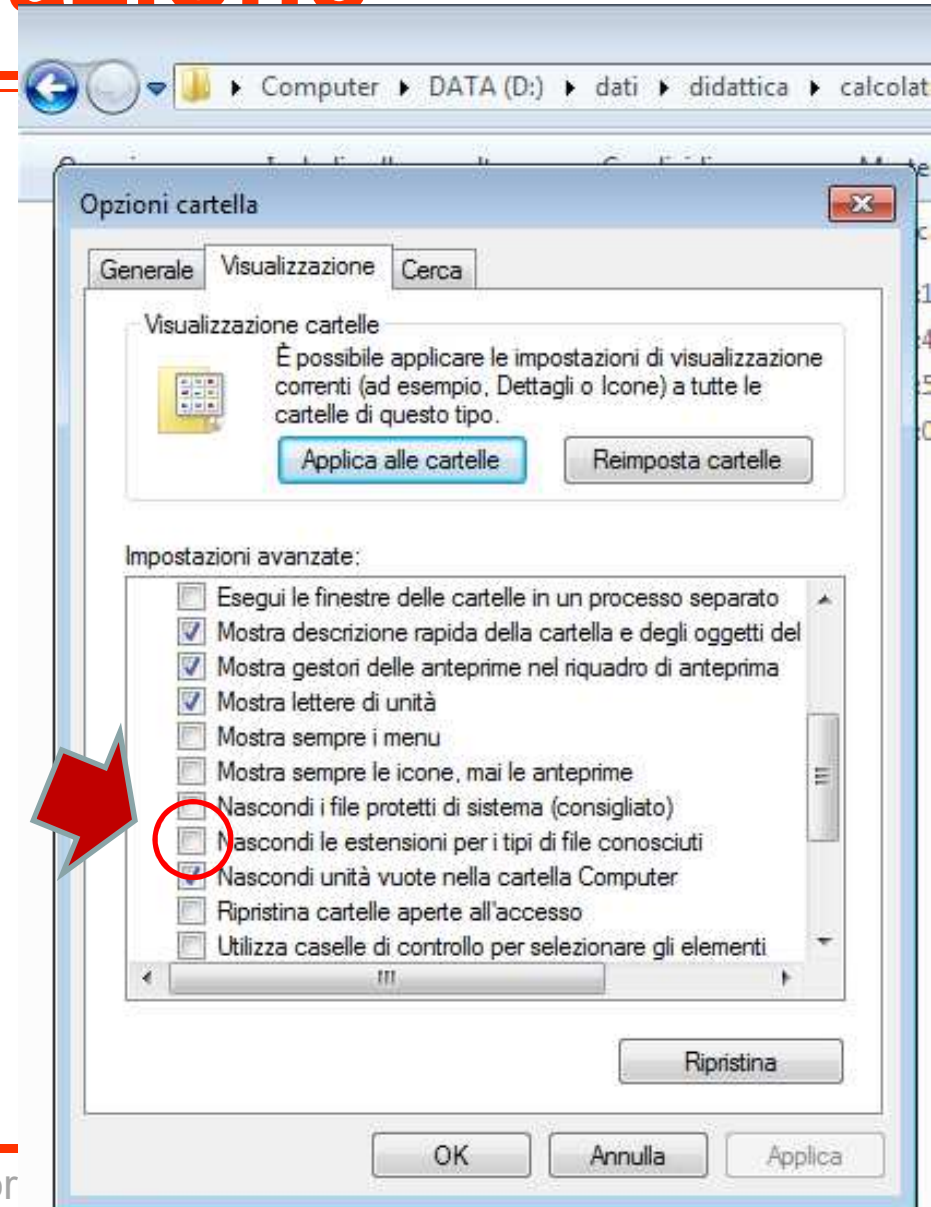 Computer DATA (D:) dati didattica calcolat
Opzioni cartella
Generale Visualizzazione Cerca
Visualizzazione cartelle
È possibile applicare le impostazioni di visualizzazione
correnti (ad esempio, Dettagli o Icone) a tutte le
cartelle di questo tipo.
Applica alle cartelle Reimposta cartelle
Impostazioni avanzate:
Esegui le finestre delle cartelle in un processo separato
Mostra descrizione rapida della cartella e degli oggetti del
Mostra gestori delle anteprime nel riquadro di anteprima
Mostra lettere di unità
Mostra sempre i menu
Mostra sempre le icone, mai le anteprime
Nascondi i file protetti di sistema (consigliato)
Nascondi le estensioni per i tipi di file conosciuti
Nascondi unità vuote nella cartella Computer
Ripristina cartelle aperte all'accesso
Utilizza caselle di controllo per selezionare gli elementi
Ripristina
OK Annulla Applica
or